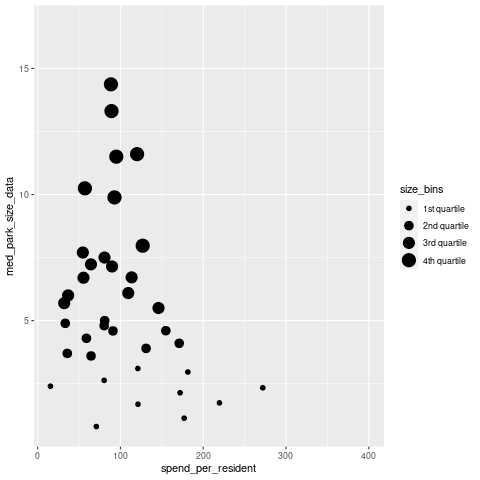 15
10
5
med_park_size_data
0
100
200
300
400
spend_per_resident
size_bins
1st quartile
2nd quartile
3rd quartile
4th quartile